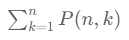 ∑_{k=1}^{n} P(n, k)